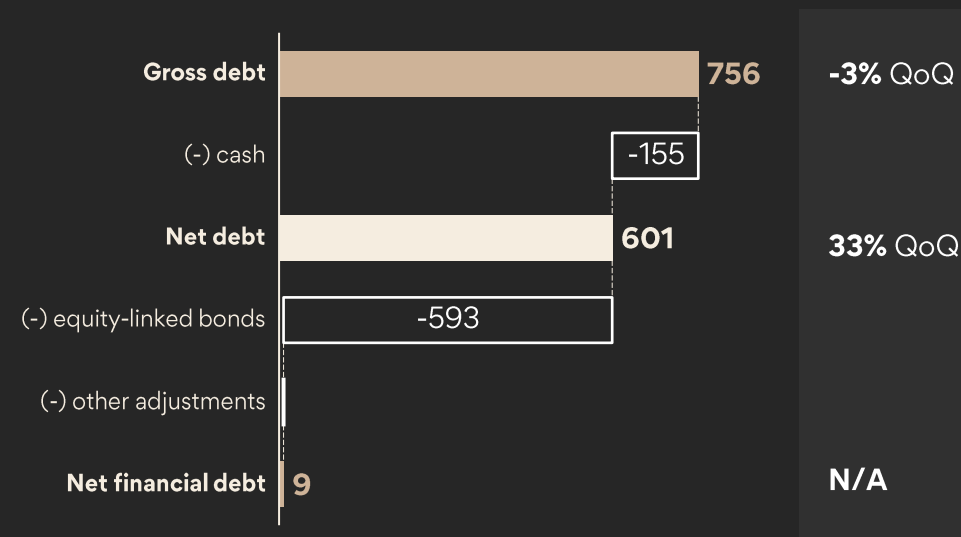 Gross debt 756 -3% QoQ
(-) cash -155
Net debt 601 33% QoQ
(-) equity-linked bonds -593
(-) other adjustments
Net financial debt 9 N/A